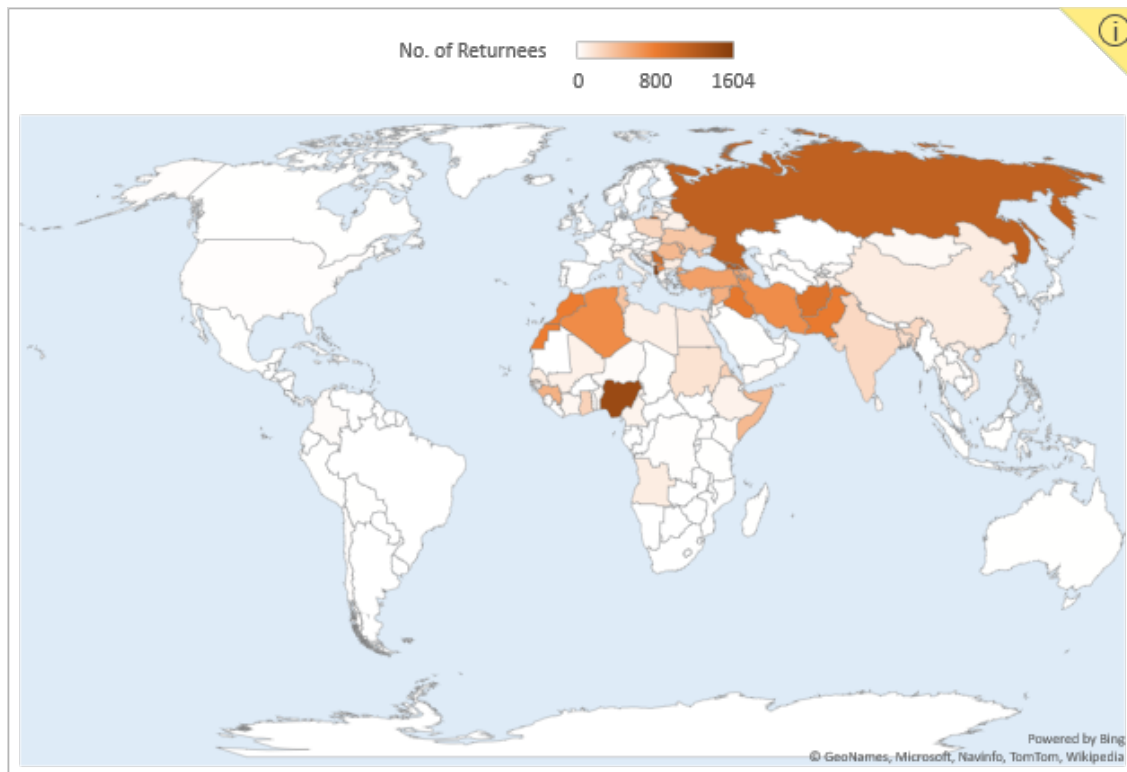 No. of Returnees
0 800 1604
Powered by Bing
© GeoNames, Microsoft, Navinfo, TomTom, Wikipedia